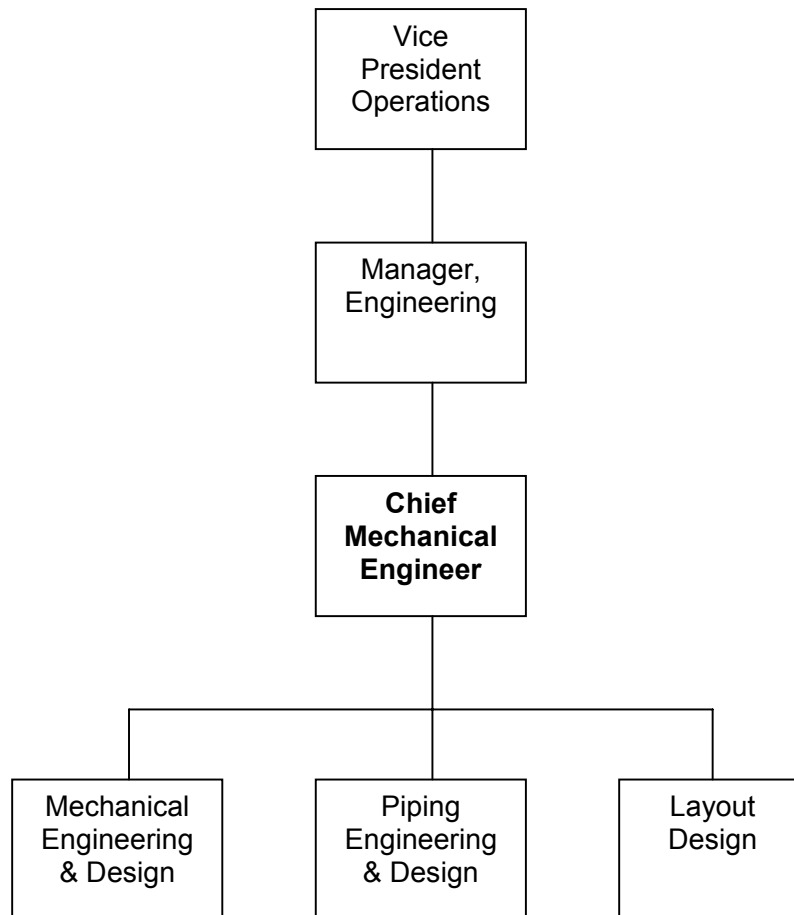 Vice
President
Operations
Manager,
Engineering
Chief
Mechanical
Engineer
Mechanical
Engineering
& Design
Piping
Engineering
& Design
Layout
Design